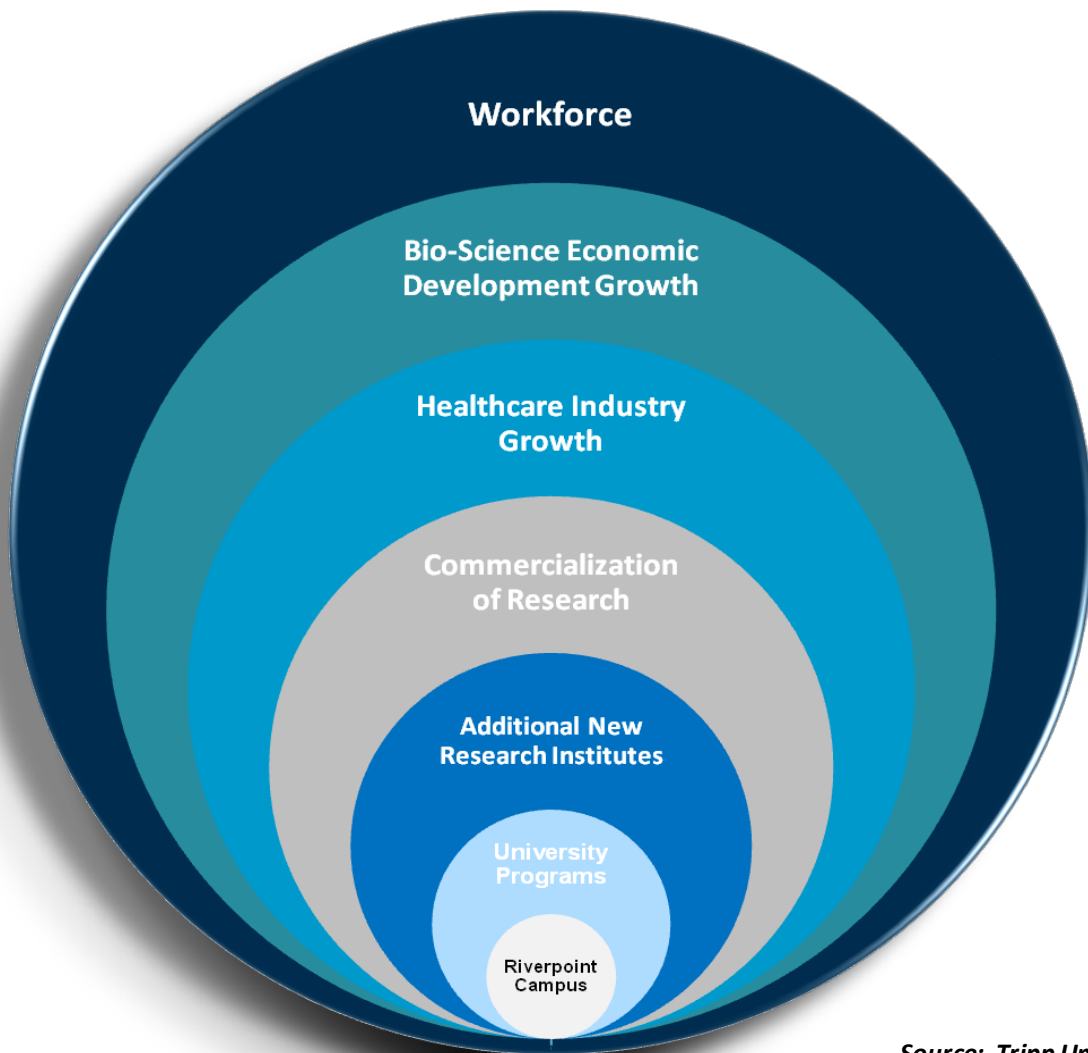 Workforce
Bio-Science Economic
Development Growth
Healthcare Industry
Growth
Commercialization
of Research
Additional New
Research Institutes
University
Programs
Riverpoint
Campus
Source: Tripp